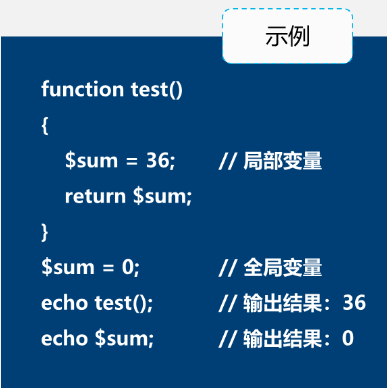 示例
function test()
{
$sum = 36; // 局部变量
return $sum;
}
$sum = 0; // 全局变量
echo test(); // 输出结果：36
echo $sum; // 输出结果：0